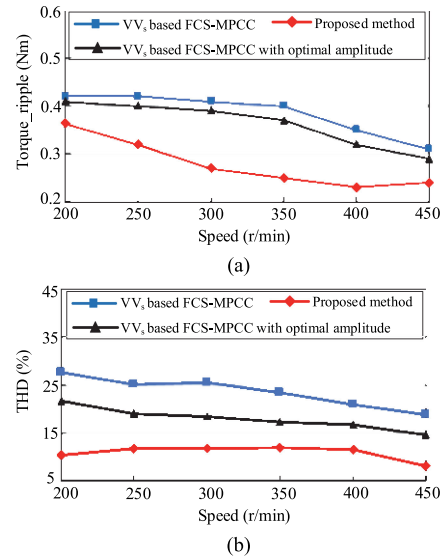 0.6
VVs based FCS-MPCC
Proposed method
VVs based FCS-MPCC with optimal amplitude
0.4
0.3
0.2
Torque_ripple (Nm)
200 250 300 350 400 450
Speed (r/min)
(a)
45
VVs based FCS-MPCC
Proposed method
35
VVs based FCS-MPCC with optimal amplitude
25
15
5
THD (%)
200 250 300 350 400 450
Speed (r/min)
(b)